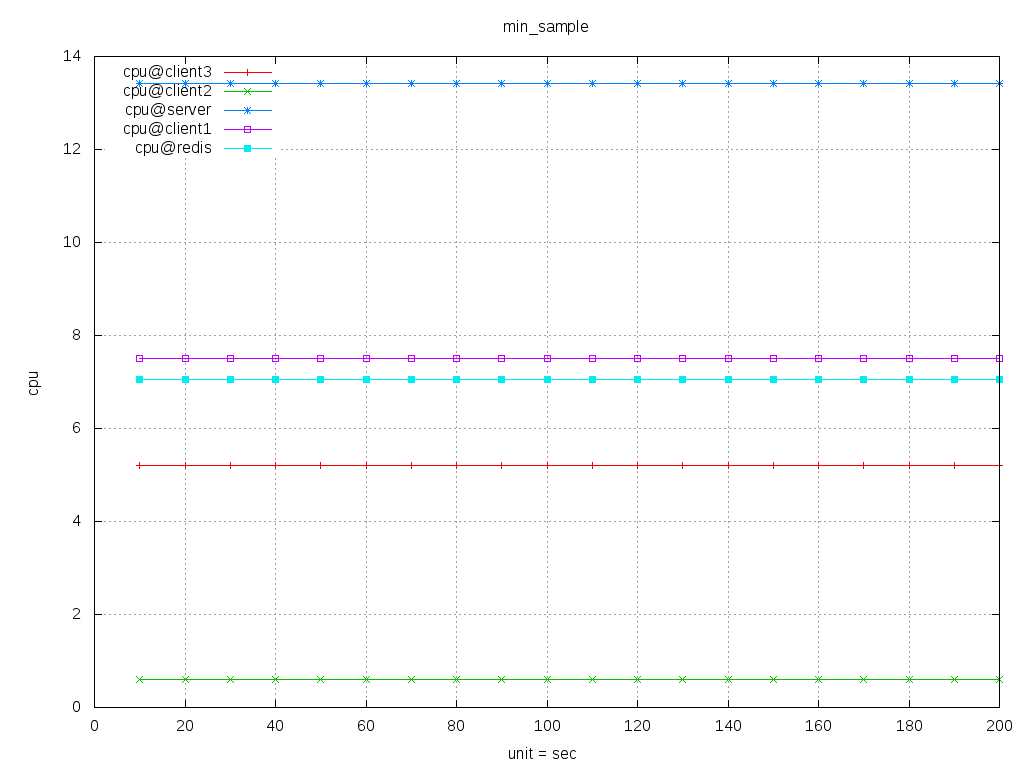 min_sample
14
12
10
8
6
4
2
0
cpu
cpu@client3
cpu@client2
cpu@server
cpu@client1
cpu@redis
0 20 40 60 80 100 120 140 160 180 200
unit = sec